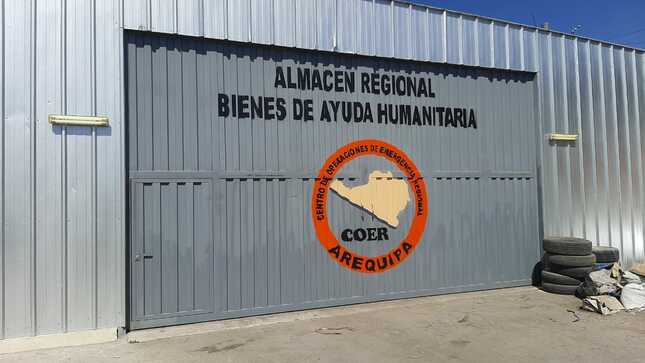 ALMACEN REGIONAL
BIENES DE AYUDA HUMANITARIA
CENTRO DE OPERACIONES DE EMERGENCIA REGIONAL
COER
AREQUIPA